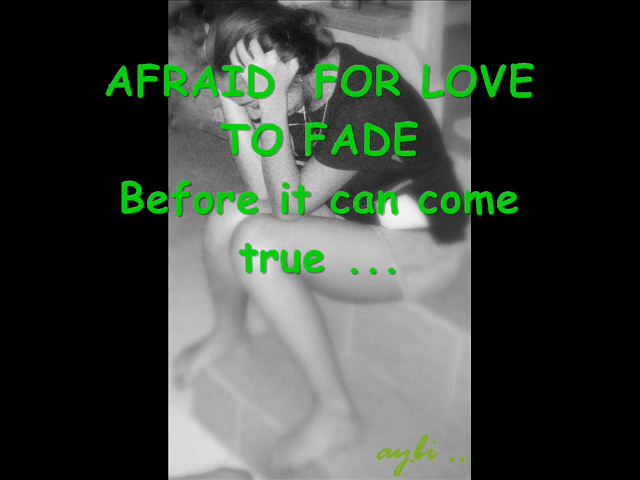 AFRAID FOR LOVE
TO FADE
Before it can come
true ...
aybi ..